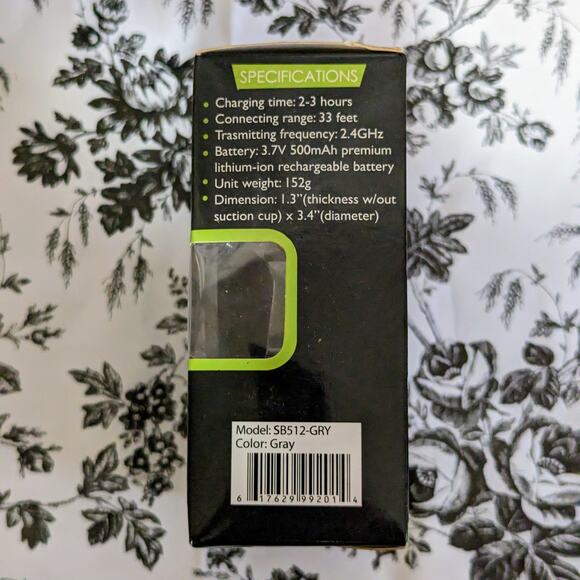 SPECIFICATIONS
• Charging time: 2-3 hours
• Connecting range: 33 feet
• Trasmitting frequency: 2.4GHz
• Battery: 3.7V 500mAh premium
lithium-ion rechargeable battery
• Unit weight: 152g
• Dimension: 1.3”(thickness w/out
suction cup) x 3.4”(diameter)
Model: SB512-GRY
Color: Gray
6 17629 99201 4